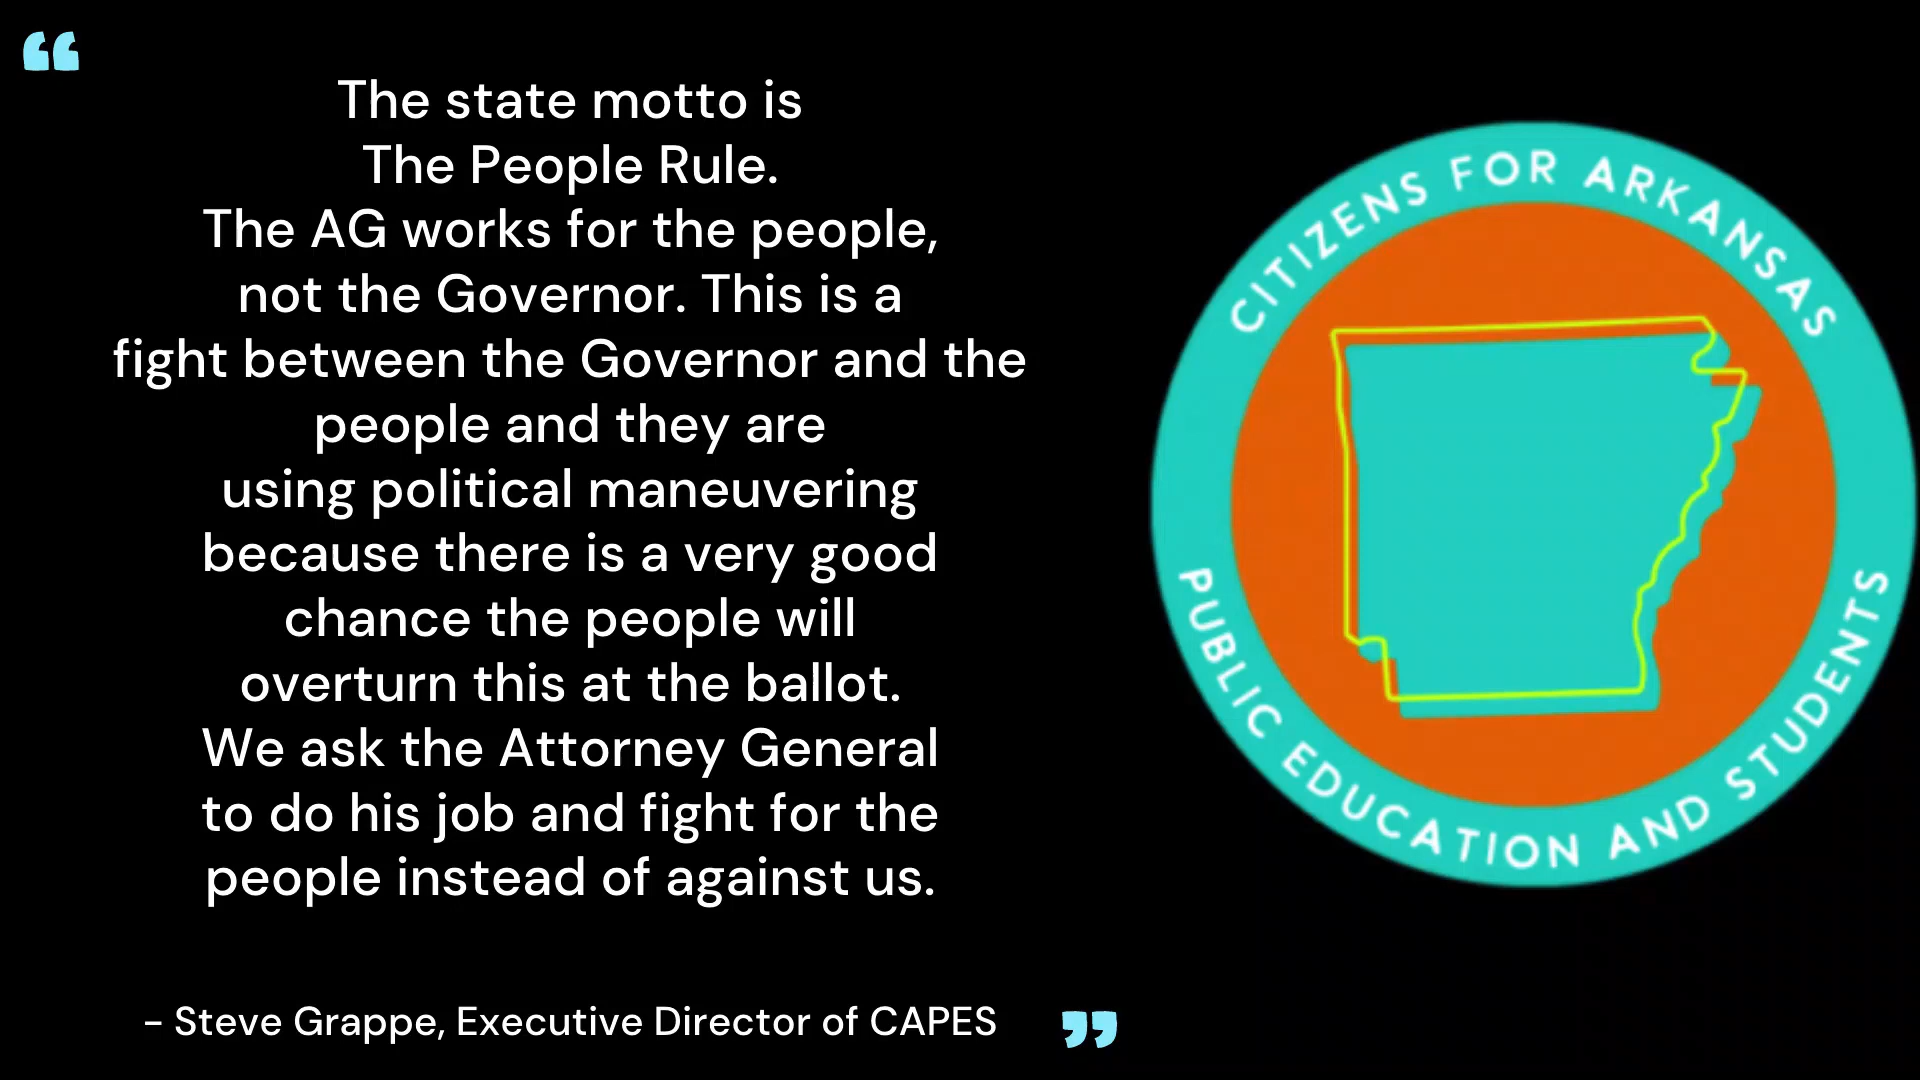 “
The state motto is
The People Rule.
The AG works for the people,
not the Governor. This is a
fight between the Governor and the
people and they are
using political maneuvering
because there is a very good
chance the people will
overturn this at the ballot.
We ask the Attorney General
to do his job and fight for the
people instead of against us.
– Steve Grappe, Executive Director of CAPES
”
CITIZENS FOR ARKANSAS
PUBLIC EDUCATION AND STUDENTS